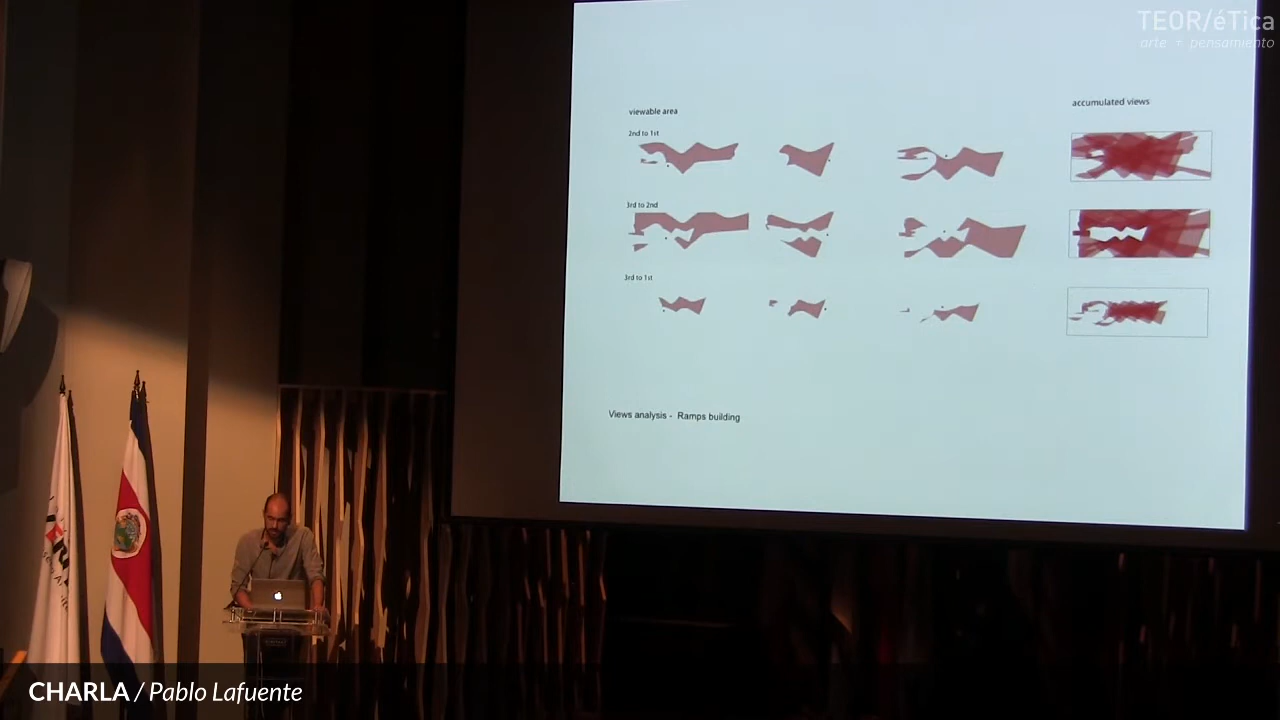 TEOR/éTica
arte + pensamiento
accumulated views
viewable area
2nd to 1st
3rd to 2nd
3rd to 1st
Views analysis - Ramps building
CHARLA / Pablo Lafuente